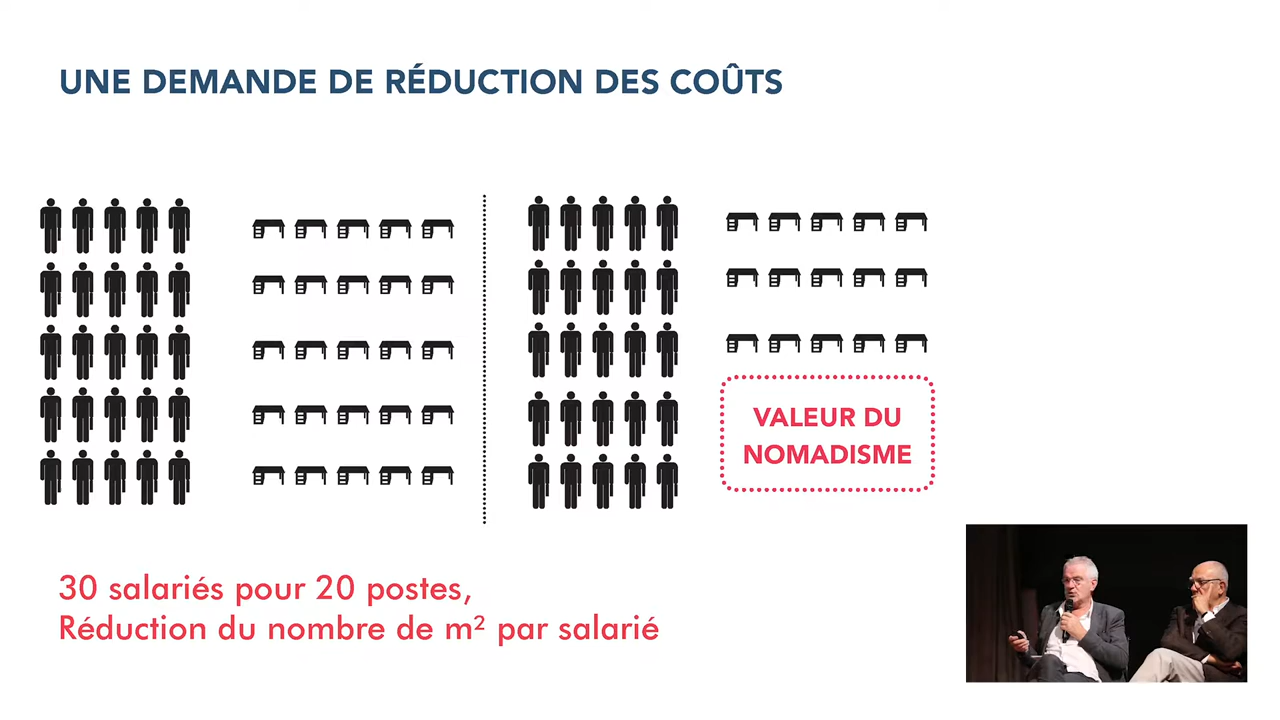 UNE DEMANDE DE RÉDUCTION DES COÛTS
VALEUR DU
NOMADISME
30 salariés pour 20 postes,
Réduction du nombre de m² par salarié